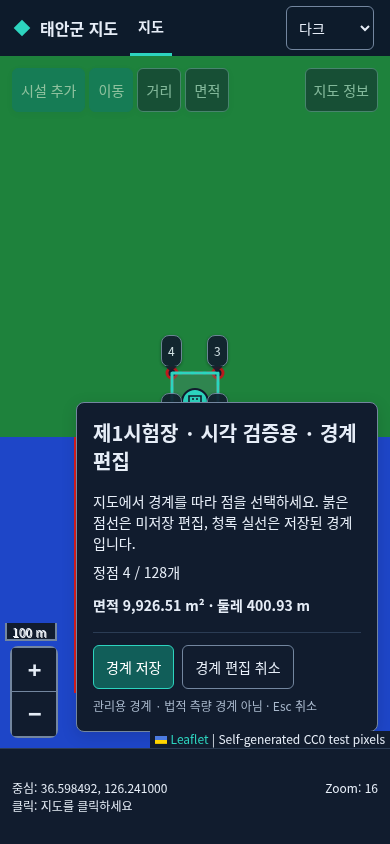 태안군 지도
지도
다크
시설 추가
이동
거리
면적
지도 정보
4
3
제1시험장 · 시각 검증용 · 경계
편집
지도에서 경계를 따라 점을 선택하세요. 붉은
점선은 미저장 편집, 청록 실선은 저장된 경계
입니다.
정점 4 / 128개
면적 9,926.51 m² · 둘레 400.93 m
경계 저장
경계 편집 취소
관리용 경계 · 법적 측량 경계 아님 · Esc 취소
100 m
+
−
Leaflet | Self-generated CC0 test pixels
중심: 36.598492, 126.241000
Zoom: 16
클릭: 지도를 클릭하세요